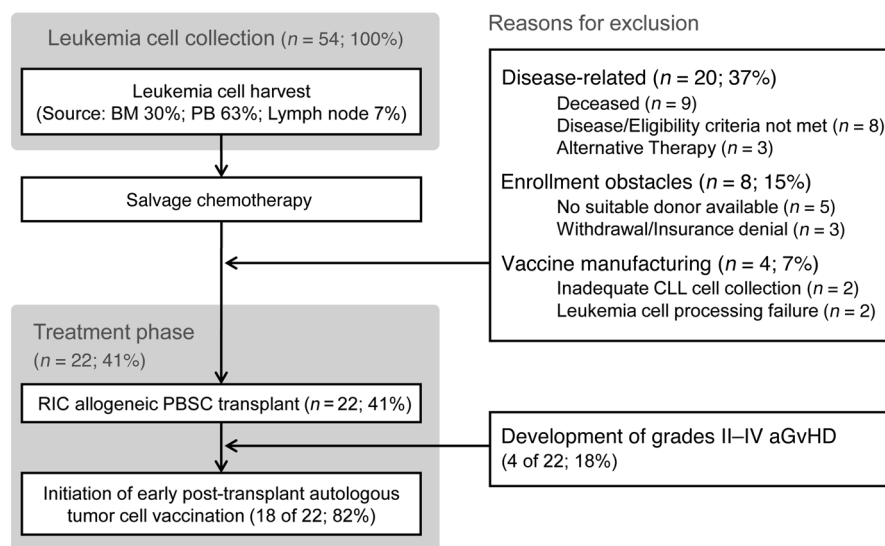 Leukemia cell collection (n = 54; 100%)
Leukemia cell harvest
(Source: BM 30%; PB 63%; Lymph node 7%)
Salvage chemotherapy
Reasons for exclusion
Disease-related (n = 20; 37%)
Deceased (n = 9)
Disease/Eligibility criteria not met (n = 8)
Alternative Therapy (n = 3)
Enrollment obstacles (n = 8; 15%)
No suitable donor available (n = 5)
Withdrawal/Insurance denial (n = 3)
Vaccine manufacturing (n = 4; 7%)
Inadequate CLL cell collection (n = 2)
Leukemia cell processing failure (n = 2)
Treatment phase
(n = 22; 41%)
RIC allogeneic PBSC transplant (n = 22; 41%)
Development of grades II–IV aGvHD
(4 of 22; 18%)
Initiation of early post-transplant autologous
tumor cell vaccination (18 of 22; 82%)